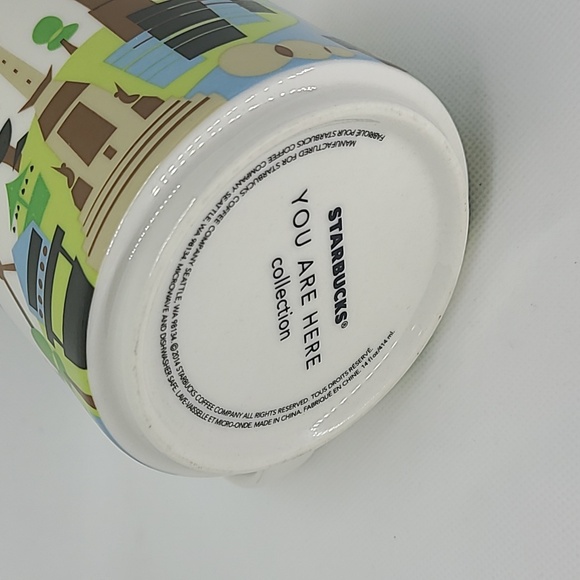 STARBUCKS®
YOU ARE HERE
collection
MANUFACTURED FOR STARBUCKS COFFEE COMPANY SEATTLE, WA 98134 MICROWAVE AND DISHWASHER SAFE. LAVE-VAISSELLE ET MICRO-ONDE. MADE IN CHINA. FABRIQUÉ EN CHINE. 14 fl oz/414 mL
FABRIQUÉ POUR STARBUCKS COFFEE COMPANY SEATTLE, WA 98134 © 2014 STARBUCKS COFFEE COMPANY ALL RIGHTS RESERVED. TOUS DROITS RÉSERVÉ.